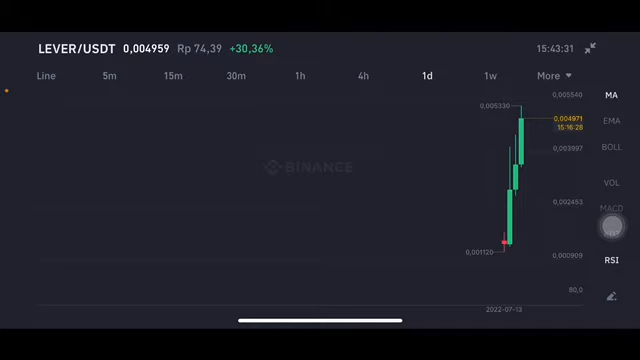 LEVER/USDT 0,004959 Rp 74,39 +30,36% 15:43:31
Line 5m 15m 30m 1h 4h 1d 1w More
0,005540 MA
0,005330
0,004971
15:16:28
EMA
0,003997 BOLL
BINANCE
VOL
0,002453 MACD
0,001120 0,000909 RSI
80,0
2022-07-13